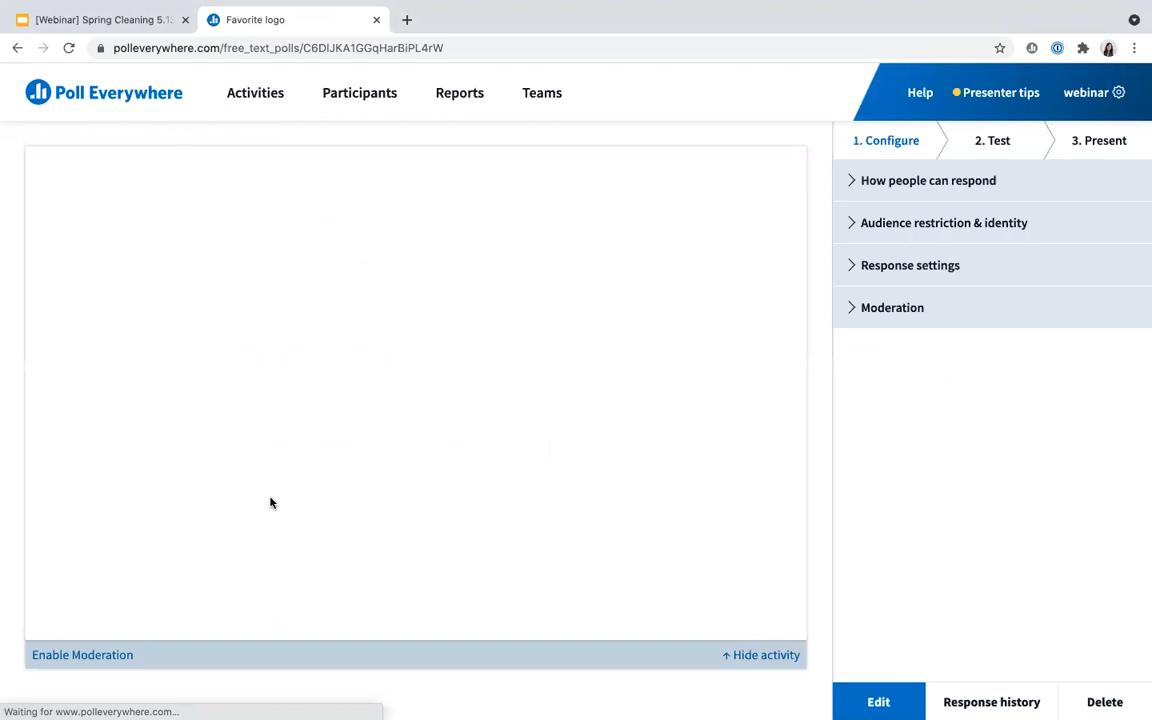 [Webinar] Spring Cleaning 5.1.
Favorite logo
polleverywhere.com/free_text_polls/C6DlJKA1GGqHarBiPL4rW
Poll Everywhere
Activities
Participants
Reports
Teams
Help
Presenter tips
webinar
1. Configure
2. Test
3. Present
How people can respond
Audience restriction & identity
Response settings
Moderation
Enable Moderation
Hide activity
Edit
Response history
Delete
Waiting for www.polleverywhere.com...